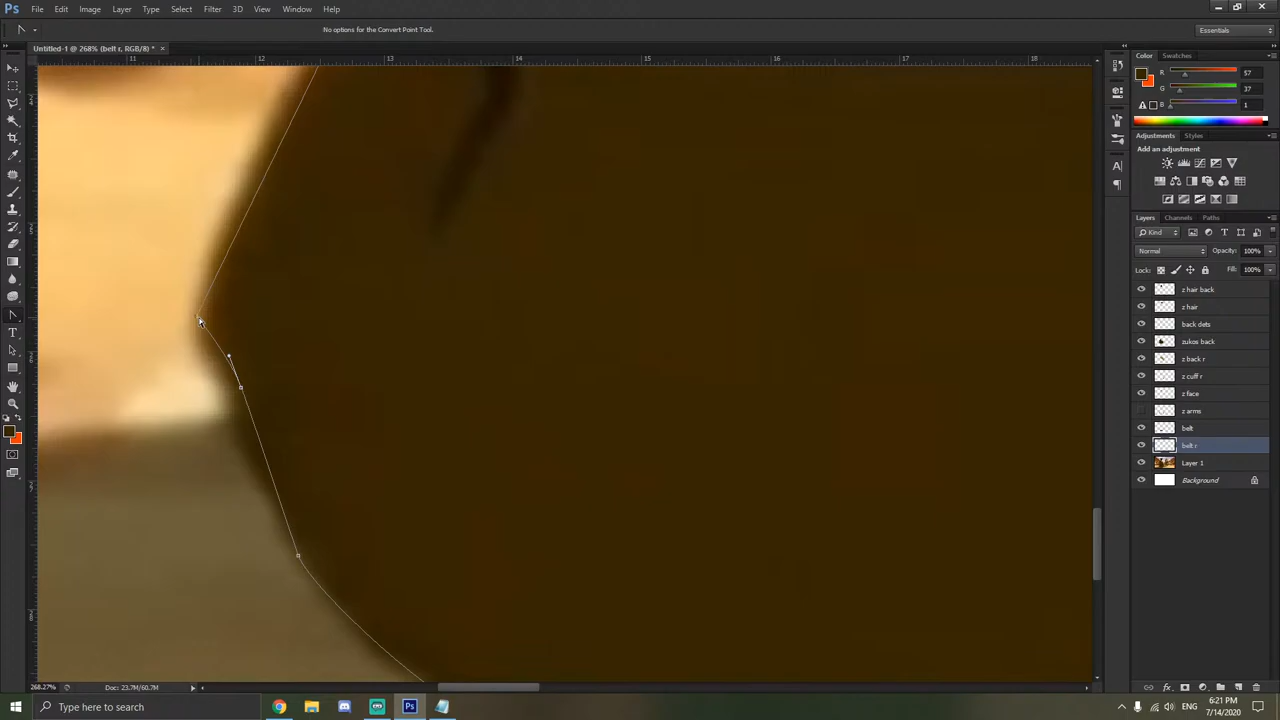 Ps File Edit Image Layer Type Select Filter 3D View Window Help
No options for the Convert Point Tool. Essentials
Untitled-1 @ 268% (belt r, RGB/8) *
11 12 13 14 15 16 17 18
Color Swatches
R 57
G 37
B 1
Adjustments Styles
Add an adjustment
Layers Channels Paths
Kind
Normal Opacity: 100%
Lock: Fill: 100%
z hair back
z hair
back dets
zukos back
z back r
z cuff r
z face
z arms
belt
belt r
Layer 1
Background
268.27% Doc: 23.7M/60.7M
Type here to search
ENG
6:21 PM
7/14/2020